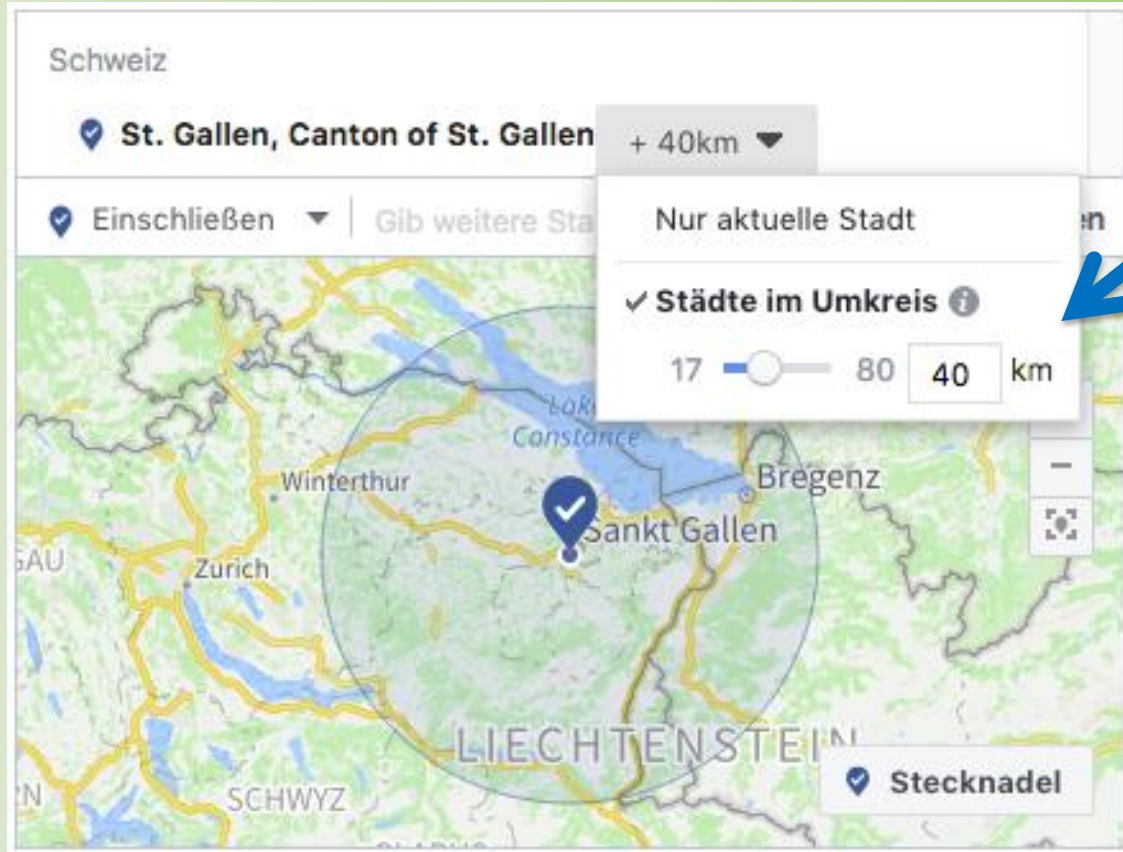 Schweiz
St. Gallen, Canton of St. Gallen + 40km
Einschließen Gib weitere
Nur aktuelle Stadt
Städte im Umkreis
17 80 40 km
Lake
Constance
Winterthur
Bregenz
Sankt Gallen
Zurich
LIECHTENSTEIN
Stecknadel
SCHWYZ